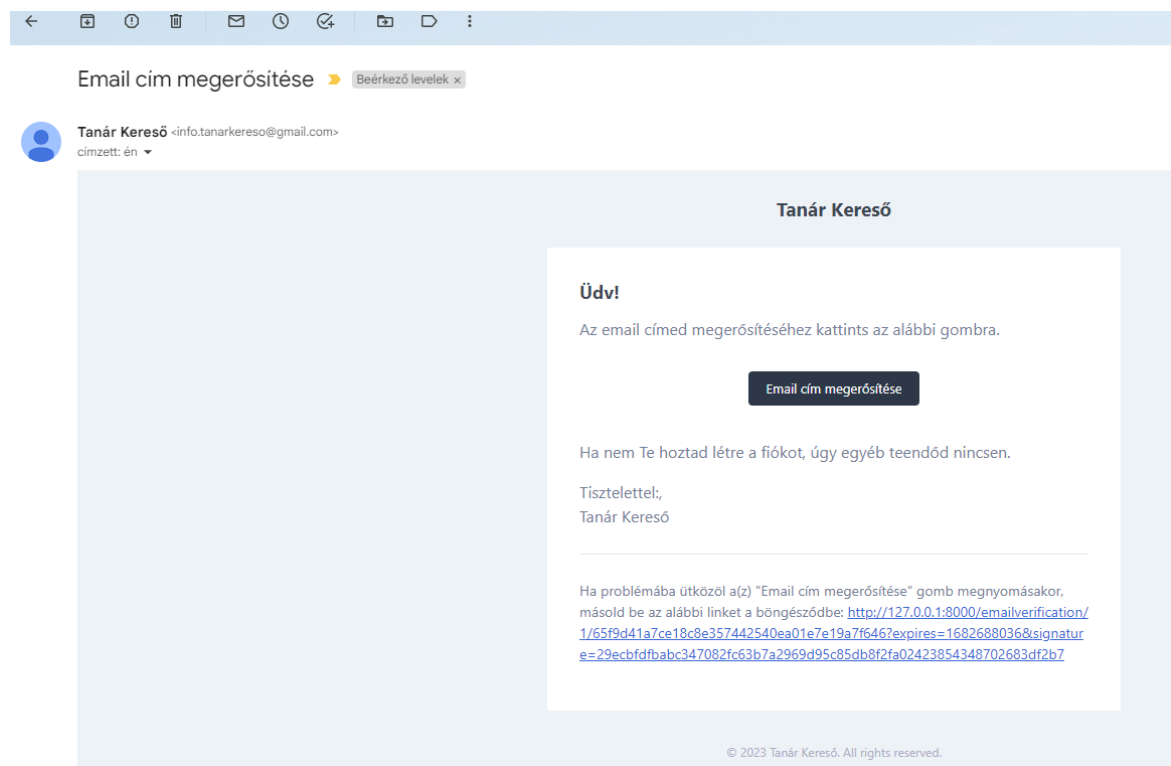 Email cím megerősítése
Beérkező levelek ×
Tanár Kereső <info.tanarkereso@gmail.com>
címzett: én
Tanár Kereső
Üdv!
Az email címed megerősítéséhez kattints az alábbi gombra.
Email cím megerősítése
Ha nem Te hoztad létre a fiókot, úgy egyéb teendőd nincsen.
Tisztelettel:,
Tanár Kereső
Ha problémába ütközöl a(z) "Email cím megerősítése" gomb megnyomásakor,
másold be az alábbi linket a böngésződbe: http://127.0.0.1:8000/emailverification/
1/65f9d41a7ce18c8e357442540ea01e7e19a7f646?expires=1682688036&signatur
e=29ecbfdfbabc347082fc63b7a2969d95c85db8f2fa02423854348702683df2b7
© 2023 Tanár Kereső. All rights reserved.